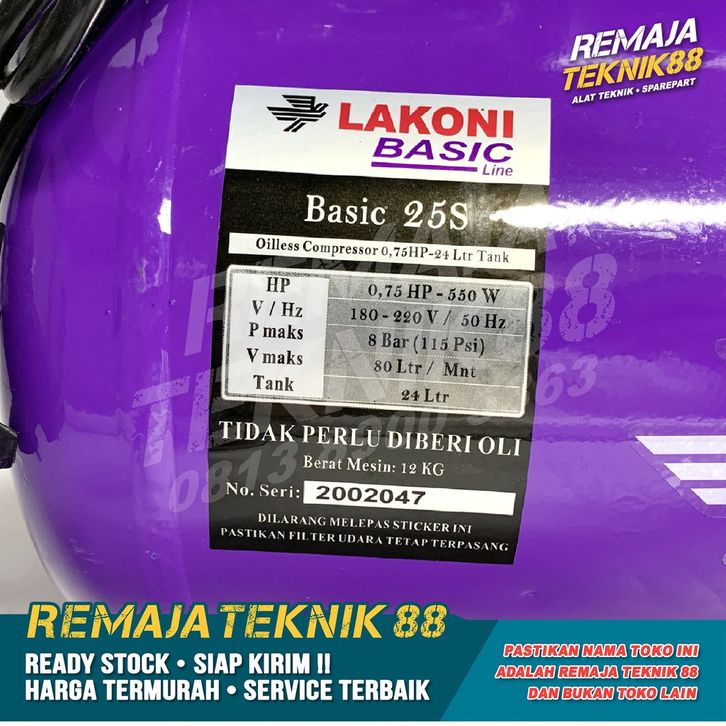 REMAJA
TEKNIK88
ALAT TEKNIK • SPAREPART
LAKONI
BASIC
Line
Basic 25S
Oilless Compressor 0,75HP-24 Ltr Tank
HP 0,75 HP - 550 W
V / Hz 180 - 220 V / 50 Hz
P maks 8 Bar (115 Psi)
V maks 80 Ltr / Mnt
Tank 24 Ltr
TIDAK PERLU DIBERI OLI
Berat Mesin: 12 KG
No. Seri: 2002047
DILARANG MELEPAS STICKER INI
PASTIKAN FILTER UDARA TETAP TERPASANG
REMAJA
TEKNIK 88
REMAJA TEKNIK 88
READY STOCK • SIAP KIRIM !!
HARGA TERMURAH • SERVICE TERBAIK
PASTIKAN NAMA TOKO INI
ADALAH REMAJA TEKNIK 88
DAN BUKAN TOKO LAIN